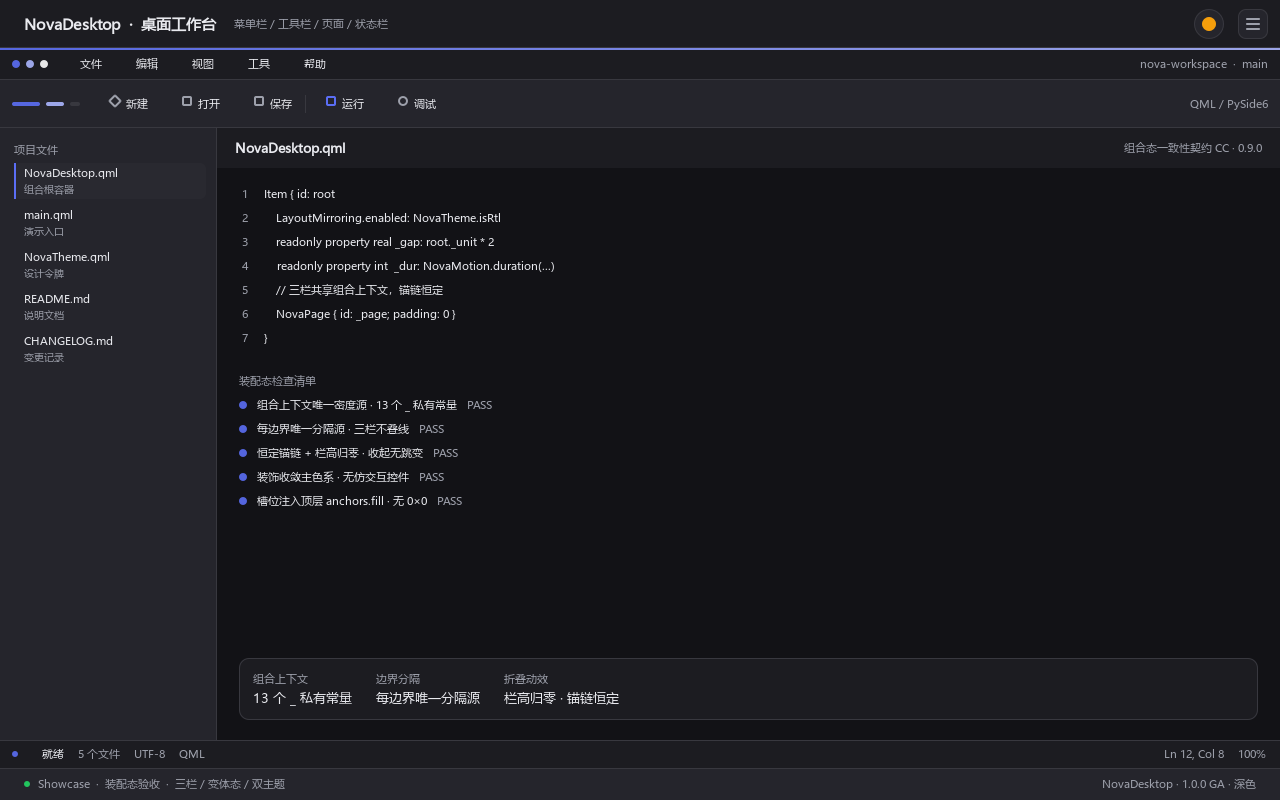 NovaDesktop · 桌面工作台 菜单栏 / 工具栏 / 页面 / 状态栏
文件 编辑 视图 工具 帮助 nova-workspace · main
新建 打开 保存 运行 调试 QML / PySide6
项目文件
NovaDesktop.qml
组合根容器
main.qml
演示入口
NovaTheme.qml
设计令牌
README.md
说明文档
CHANGELOG.md
变更记录
NovaDesktop.qml 组合态一致性契约 CC · 0.9.0
1 Item { id: root
2 LayoutMirroring.enabled: NovaTheme.isRtl
3 readonly property real _gap: root._unit * 2
4 readonly property int _dur: NovaMotion.duration(...)
5 // 三栏共享组合上下文，锚链恒定
6 NovaPage { id: _page; padding: 0 }
7 }
装配态检查清单
组合上下文唯一密度源 · 13 个 _ 私有常量 PASS
每边界唯一分隔源 · 三栏不叠线 PASS
恒定锚链 + 栏高归零 · 收起无跳变 PASS
装饰收敛主色系 · 无仿交互控件 PASS
槽位注入顶层 anchors.fill · 无 0×0 PASS
组合上下文 边界分隔 折叠动效
13 个 _ 私有常量 每边界唯一分隔源 栏高归零 · 锚链恒定
就绪 5 个文件 UTF-8 QML Ln 12, Col 8 100%
Showcase · 装配态验收 · 三栏 / 变体态 / 双主题 NovaDesktop · 1.0.0 GA · 深色